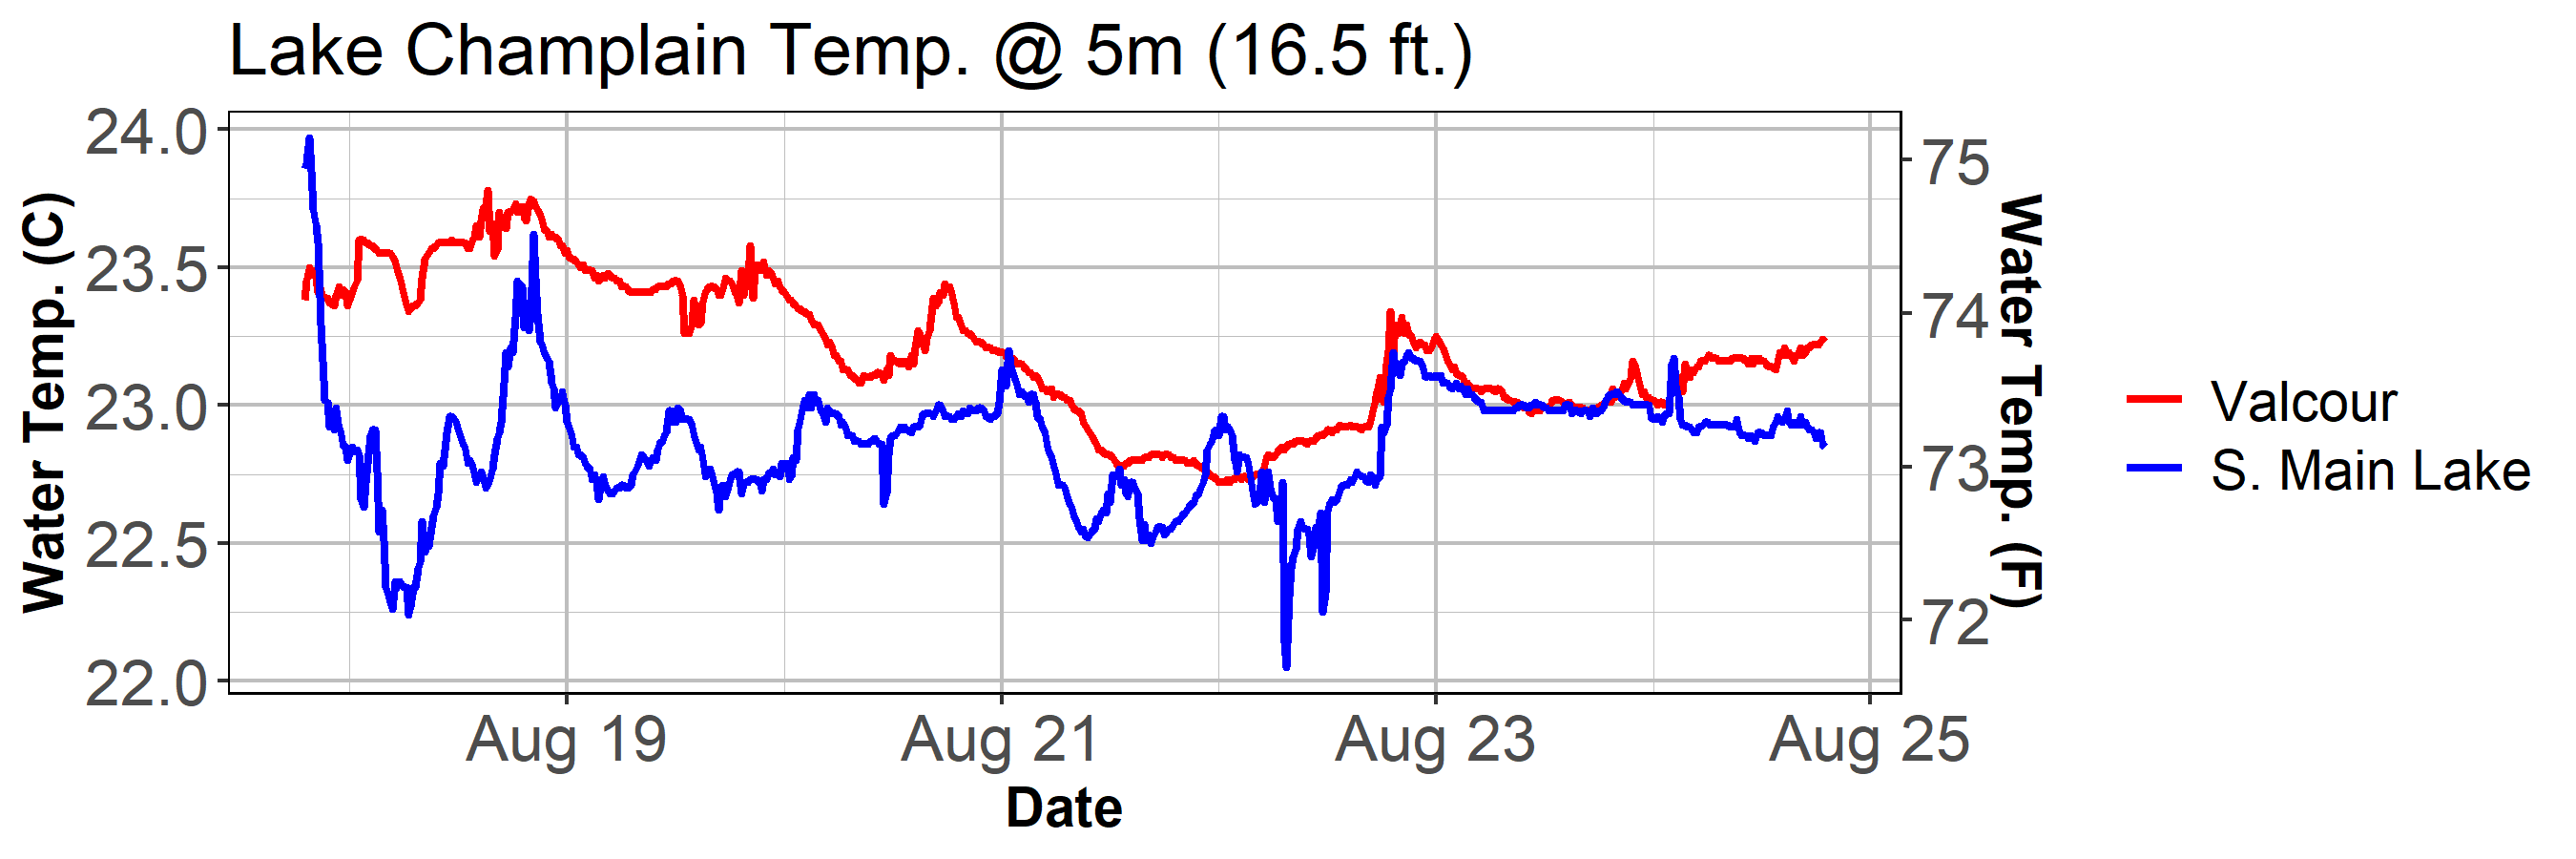 Lake Champlain Temp. @ 5m (16.5 ft.)
Water Temp. (C)
24.0
23.5
23.0
22.5
22.0
75
74
73
72
Water Temp. (F)
Aug 19
Aug 21
Aug 23
Aug 25
Date
Valcour
S. Main Lake